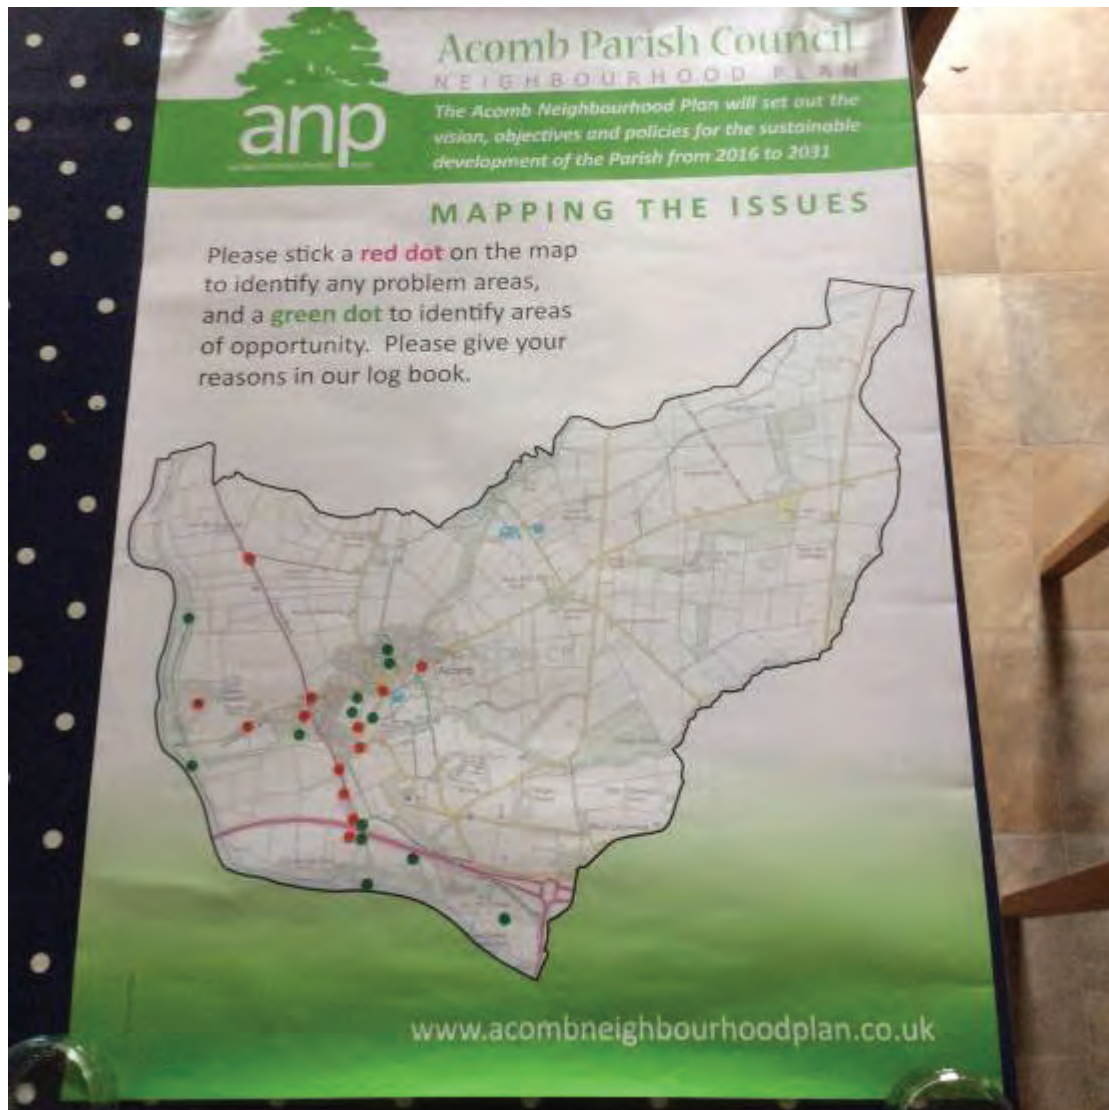 Acomb Parish Council
NEIGHBOURHOOD PLAN
anp
The Acomb Neighbourhood Plan will set out the
vision, objectives and policies for the sustainable
development of the Parish from 2016 to 2031
MAPPING THE ISSUES
Please stick a red dot on the map
to identify any problem areas,
and a green dot to identify areas
of opportunity. Please give your
reasons in our log book.
Acomb
www.acombneighbourhoodplan.co.uk